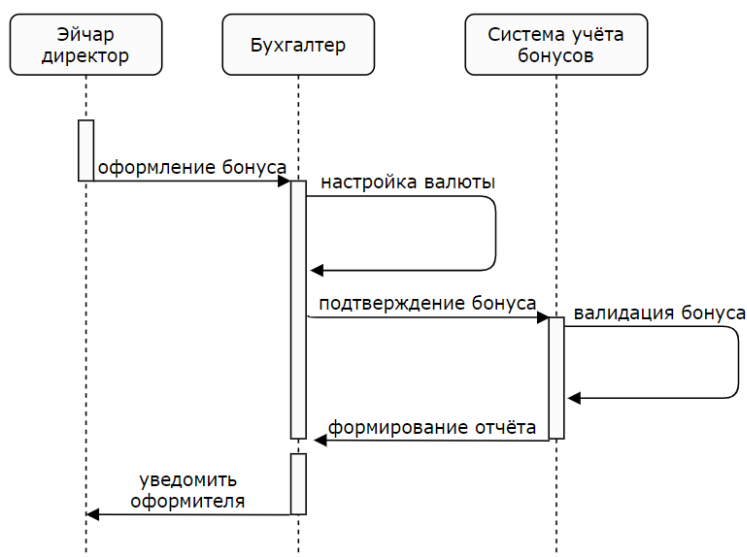 Эйчар
директор
Бухгалтер
Система учёта
бонусов
оформление бонуса
настройка валюты
подтверждение бонуса
валидация бонуса
формирование отчёта
уведомить
оформителя